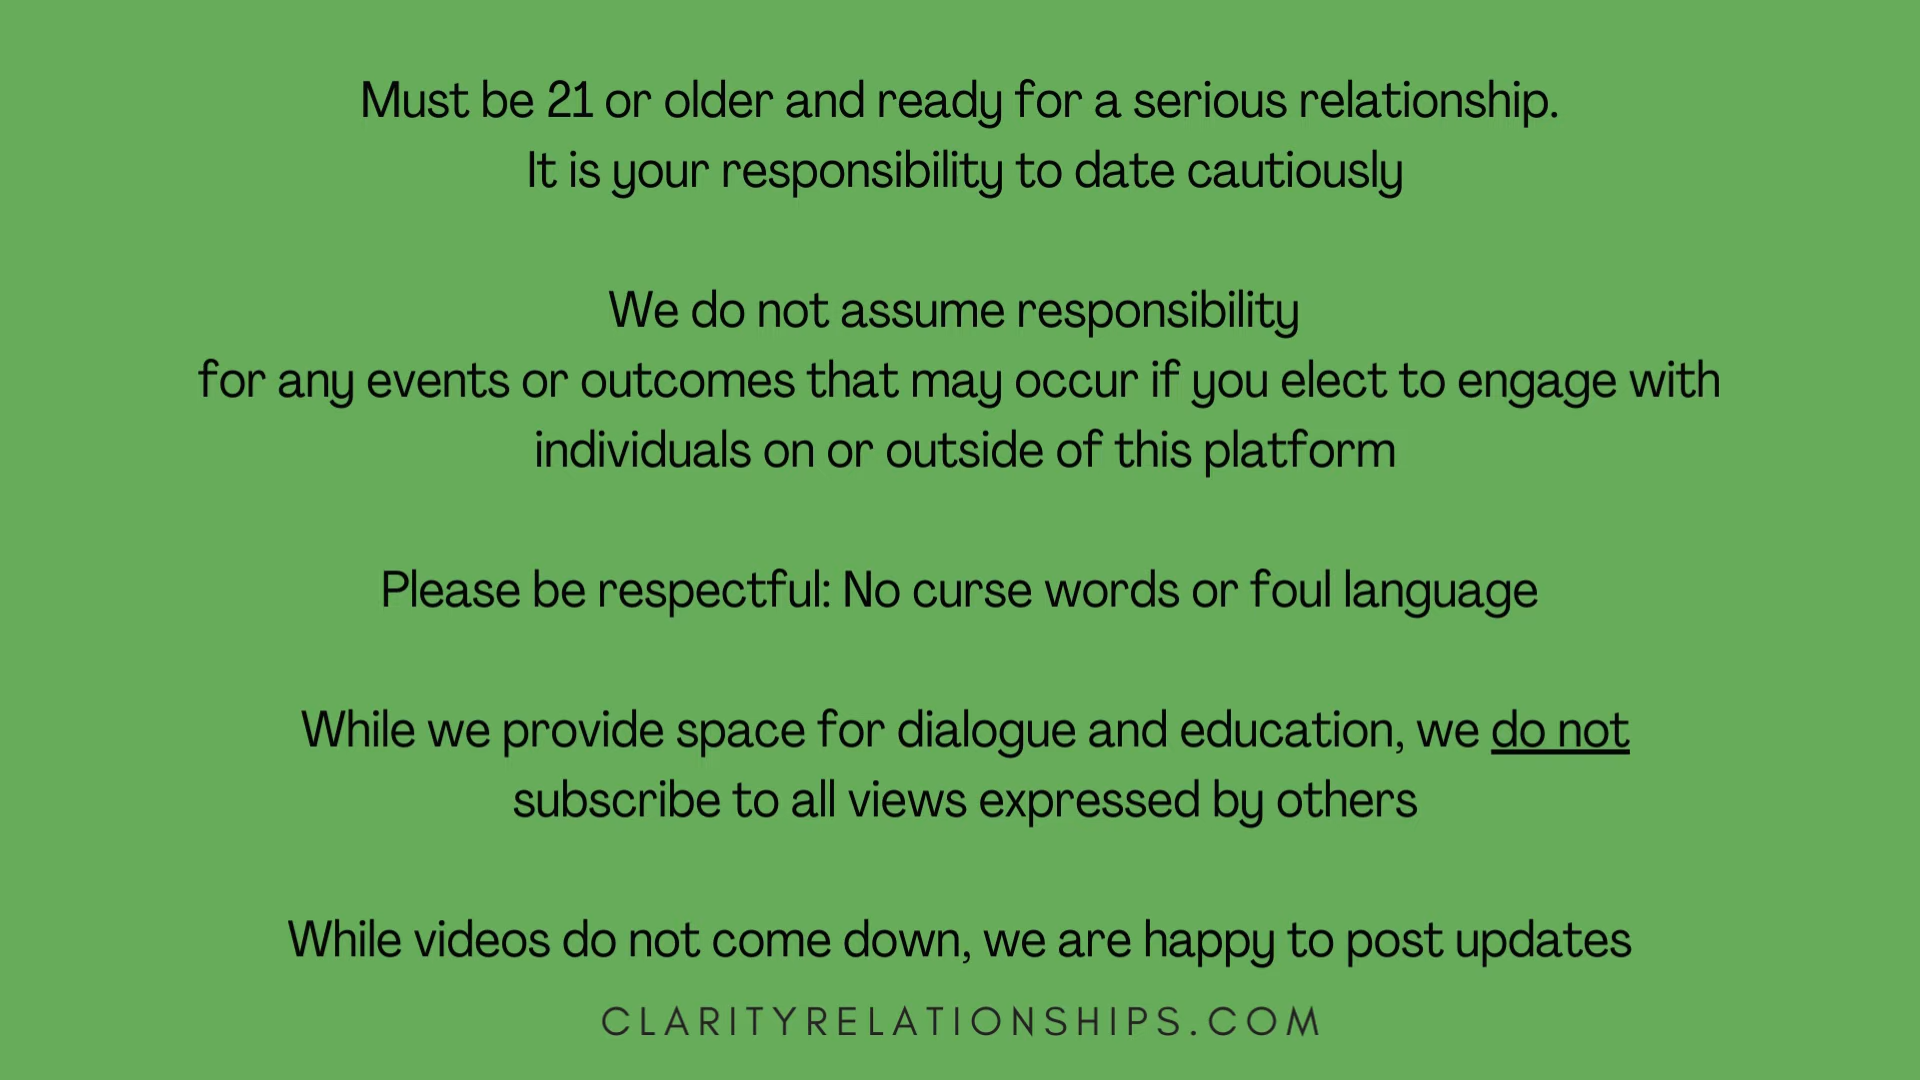 Must be 21 or older and ready for a serious relationship.
It is your responsibility to date cautiously
We do not assume responsibility
for any events or outcomes that may occur if you elect to engage with
individuals on or outside of this platform
Please be respectful: No curse words or foul language
While we provide space for dialogue and education, we do not
subscribe to all views expressed by others
While videos do not come down, we are happy to post updates
CLARITYRELATIONSHIPS.COM